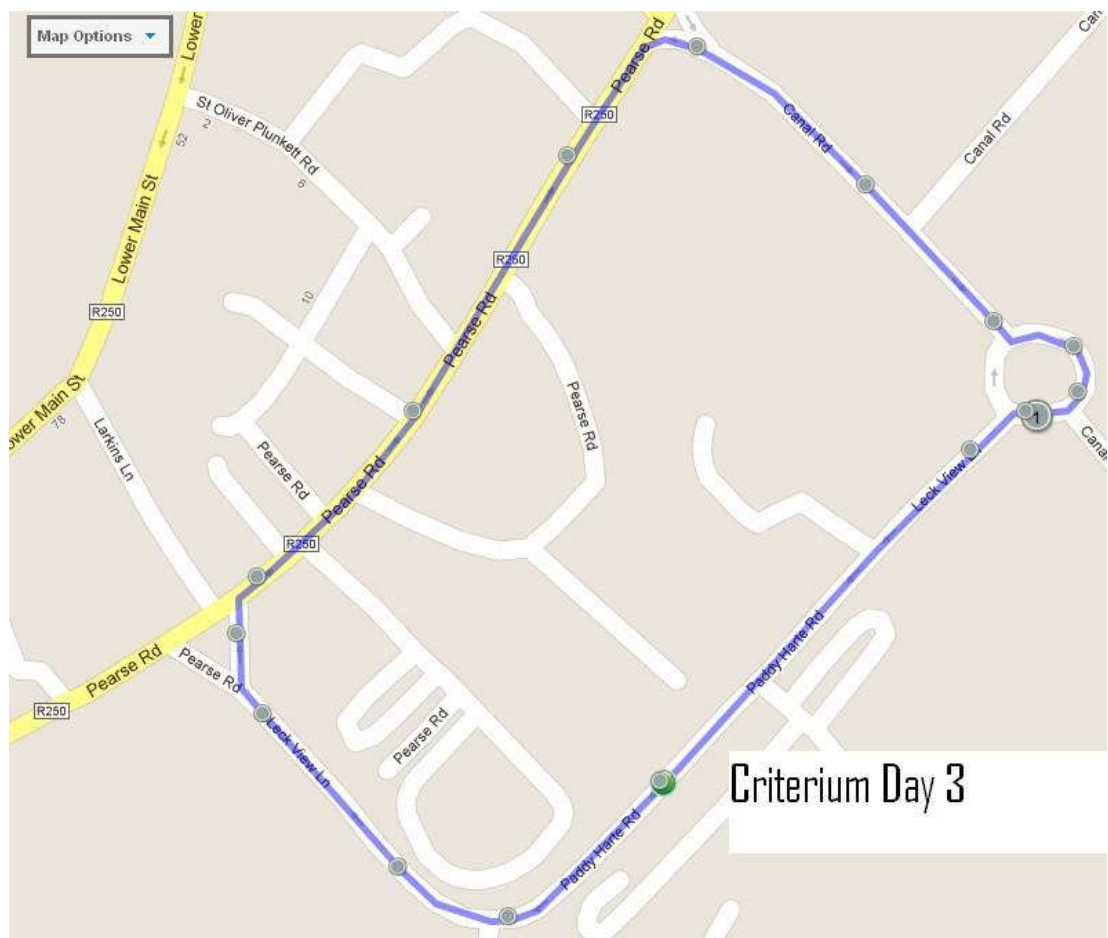 Map Options
Lower
Pearse Rd
Can
St Oliver Plunkett Rd
2
52
6
R250
Canal Rd
Canal Rd
Lower Main St
R250
10
R250
Pearse Rd
Lower Main St
78
Larkins Ln
Pearse Rd
Pearse Rd
1
Canal
Leck View Ln
Pearse Rd
R250
Pearse Rd
Pearse Rd
R250
Leck View Ln
Pearse Rd
Paddy Harte Rd
Criterium Day 3
Paddy Harte Rd